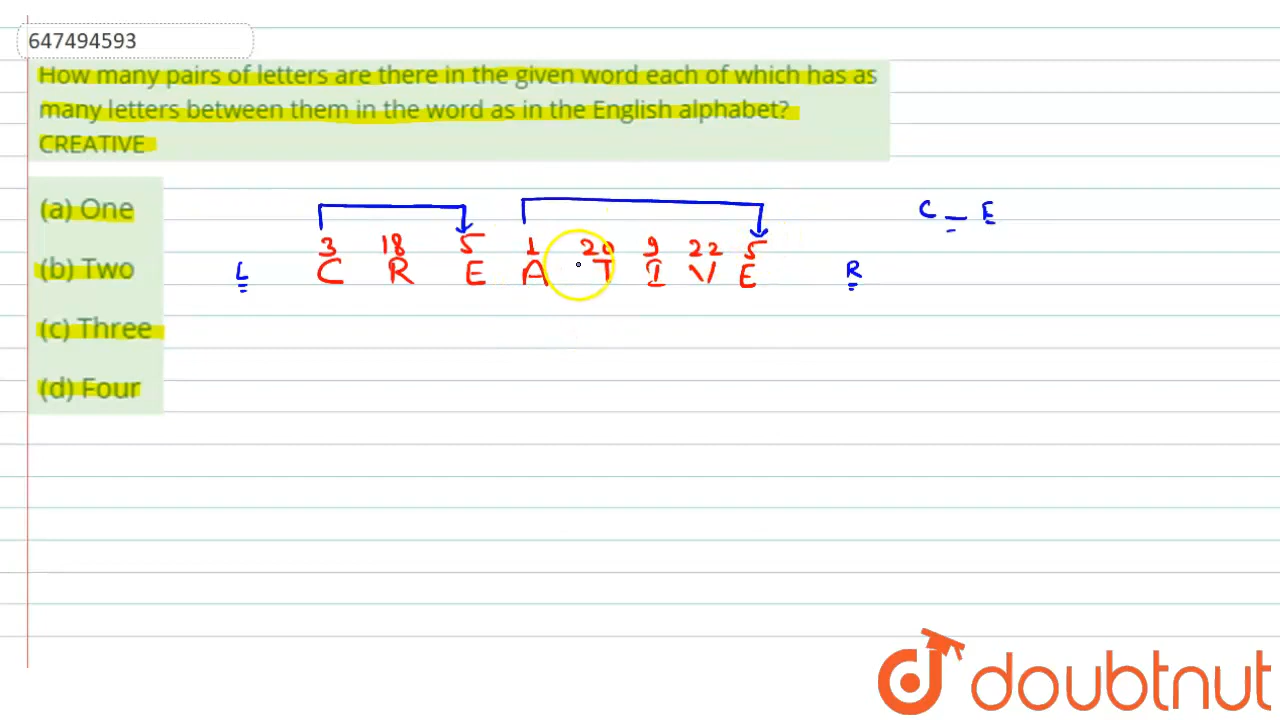 647494593
How many pairs of letters are there in the given word each of which has as
many letters between them in the word as in the English alphabet?
CREATIVE
(a) One
(b) Two
(c) Three
(d) Four
C _ E
3 18 5 1 20 9 22 5
L C R E A T I V E R
doubtnut